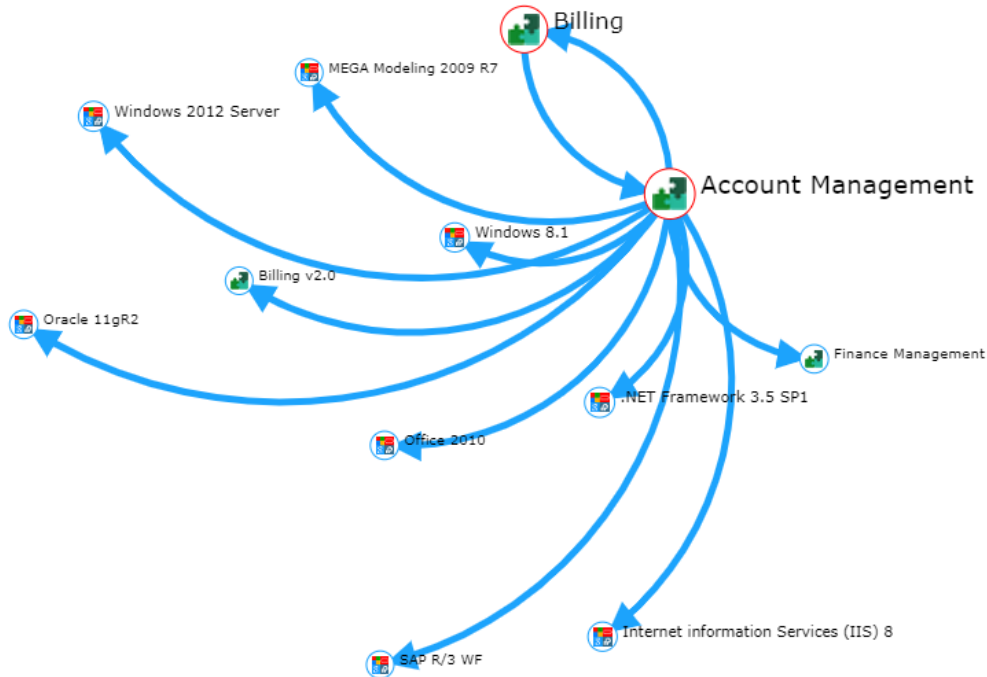 Billing
MEGA Modeling 2009 R7
Windows 2012 Server
Account Management
Windows 8.1
Billing v2.0
Oracle 11gR2
Finance Management
.NET Framework 3.5 SP1
Office 2010
Internet information Services (IIS) 8
SAP R/3 WF